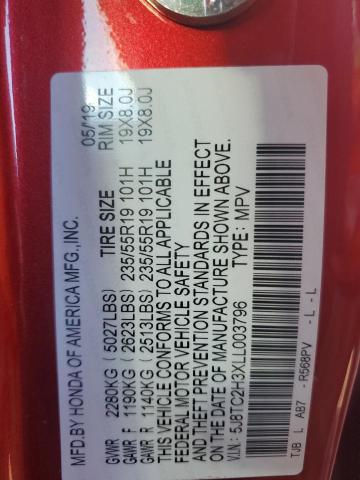 MFD.BY HONDA OF AMERICA MFG.,INC. 05/19
TIRE SIZE RIM SIZE
GVWR 2280KG ( 5027LBS)
GAWR F 1190KG ( 2623LBS) 235/55R19 101H 19X8.0J
GAWR R 1140KG ( 2513LBS) 235/55R19 101H 19X8.0J
THIS VEHICLE CONFORMS TO ALL APPLICABLE
FEDERAL MOTOR VEHICLE SAFETY
AND THEFT PREVENTION STANDARDS IN EFFECT
ON THE DATE OF MANUFACTURE SHOWN ABOVE.
V.I.N: 5J8TC2H3XLL003796 TYPE: MPV
TJB L AB7 - R568PV - L - L